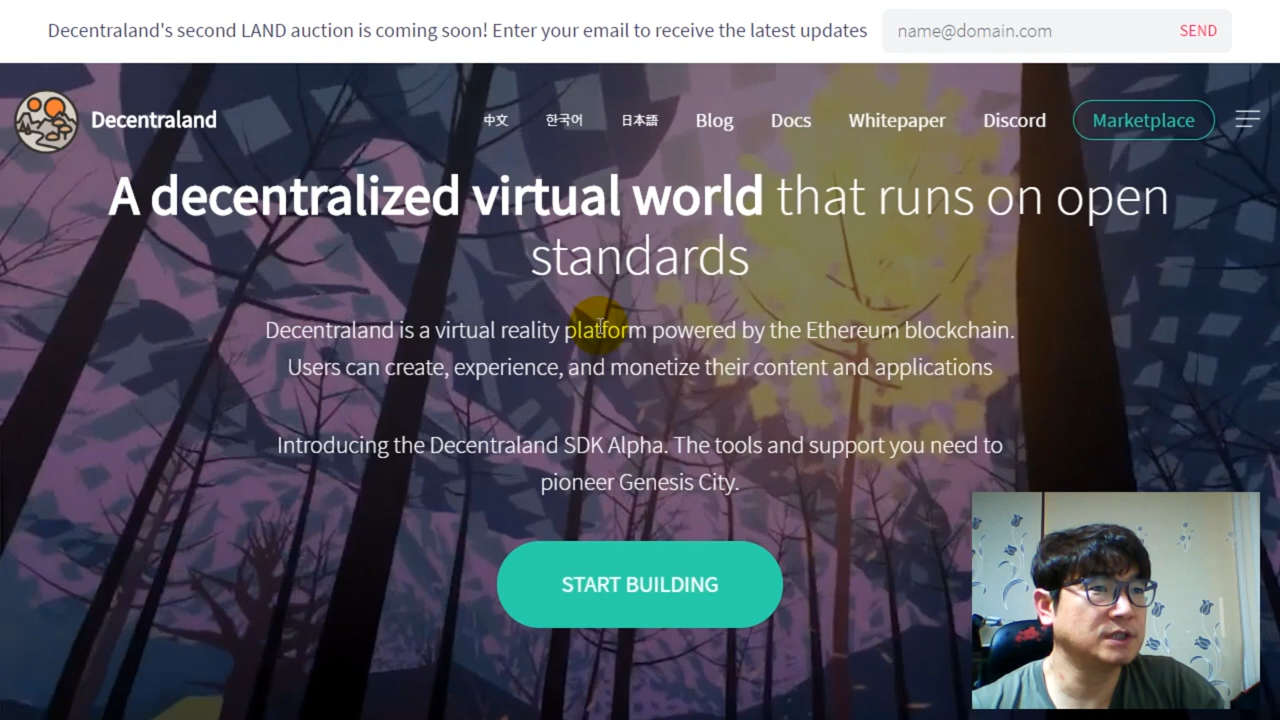 Decentraland's second LAND auction is coming soon! Enter your email to receive the latest updates
name@domain.com
SEND
Decentraland
中文
한국어
日本語
Blog
Docs
Whitepaper
Discord
Marketplace
A decentralized virtual world that runs on open
standards
Decentraland is a virtual reality platform powered by the Ethereum blockchain.
Users can create, experience, and monetize their content and applications
Introducing the Decentraland SDK Alpha. The tools and support you need to
pioneer Genesis City.
START BUILDING